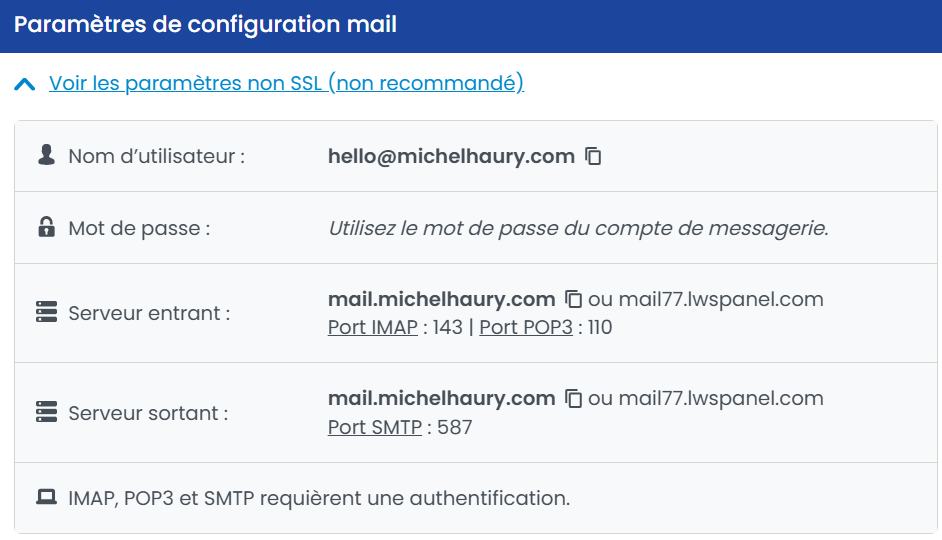 Paramètres de configuration mail
Voir les paramètres non SSL (non recommandé)
Nom d’utilisateur : hello@michelhaury.com
Mot de passe : Utilisez le mot de passe du compte de messagerie.
Serveur entrant : mail.michelhaury.com ou mail77.lwspanel.com
Port IMAP : 143 | Port POP3 : 110
Serveur sortant : mail.michelhaury.com ou mail77.lwspanel.com
Port SMTP : 587
IMAP, POP3 et SMTP requièrent une authentification.